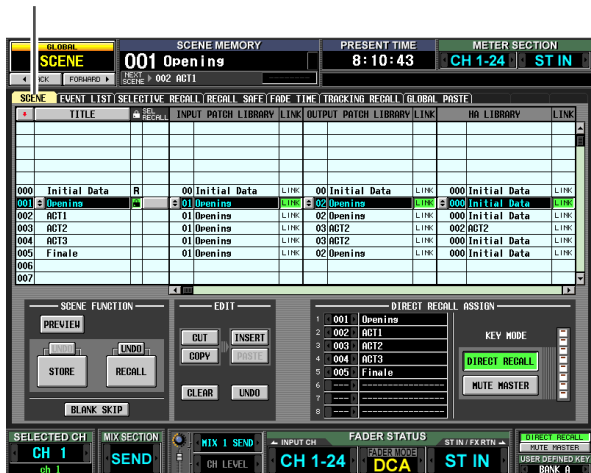 GLOBAL
SCENE
SCENE MEMORY
001 Opening
NEXT SCENE 002 ACT1
PRESENT TIME
8:10:43
METER SECTION
CH 1-24 ST IN
FORWARD
SCENE EVENT LIST SELECTIVE RECALL RECALL SAFE FADE TIME TRACKING RECALL GLOBAL PASTE
TITLE SEL RECALL INPUT PATCH LIBRARY LINK OUTPUT PATCH LIBRARY LINK HA LIBRARY LINK
000 Initial Data R 00 Initial Data LINK 00 Initial Data LINK 000 Initial Data LINK
001 Opening 01 Opening LINK 02 Opening LINK 000 Initial Data LINK
002 ACT1 01 Opening LINK 02 Opening LINK 000 Initial Data LINK
003 ACT2 01 Opening LINK 03 ACT2 LINK 002 ACT2 LINK
004 ACT3 01 Opening LINK 03 ACT2 LINK 000 Initial Data LINK
005 Finale 01 Opening LINK 02 Opening LINK 000 Initial Data LINK
006
007
SCENE FUNCTION
PREVIEW
UNDO UNDO
STORE RECALL
BLANK SKIP
EDIT
CUT INSERT
COPY PASTE
CLEAR UNDO
DIRECT RECALL ASSIGN
1 001 Opening
2 002 ACT1
3 003 ACT2
4 004 ACT3
5 005 Finale
6 ---
7 ---
8 ---
KEY MODE
DIRECT RECALL
MUTE MASTER
SELECTED CH
CH 1
ch 1
MIX SECTION
SEND
MIX 1 SEND
CH LEVEL
FADER STATUS
INPUT CH
CH 1-24
FADER MODE
DCA
ST IN / FX RTN
ST IN
DIRECT RECALL
MUTE MASTER
USER DEFINED KEY
BANK A